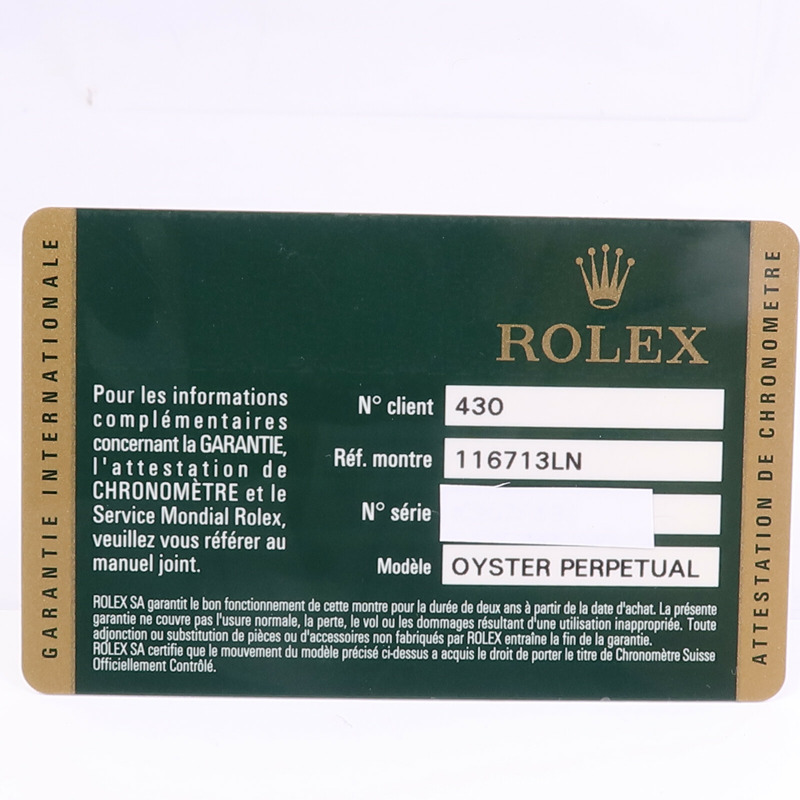 GARANTIE INTERNATIONALE
ROLEX
Pour les informations
complémentaires
concernant la GARANTIE,
l'attestation de
CHRONOMÈTRE et le
Service Mondial Rolex,
veuillez vous référer au
manuel joint.
N° client 430
Réf. montre 116713LN
N° série
Modèle OYSTER PERPETUAL
ROLEX SA garantit le bon fonctionnement de cette montre pour la durée de deux ans à partir de la date d'achat. La présente
garantie ne couvre pas l'usure normale, la perte, le vol ou les dommages résultant d'une utilisation inappropriée. Toute
adjonction ou substitution de pièces ou d'accessoires non fabriqués par ROLEX entraîne la fin de la garantie.
ROLEX SA certifie que le mouvement du modèle précisé ci-dessus a acquis le droit de porter le titre de Chronomètre Suisse
Officiellement Contrôlé.
ATTESTATION DE CHRONOMETRE